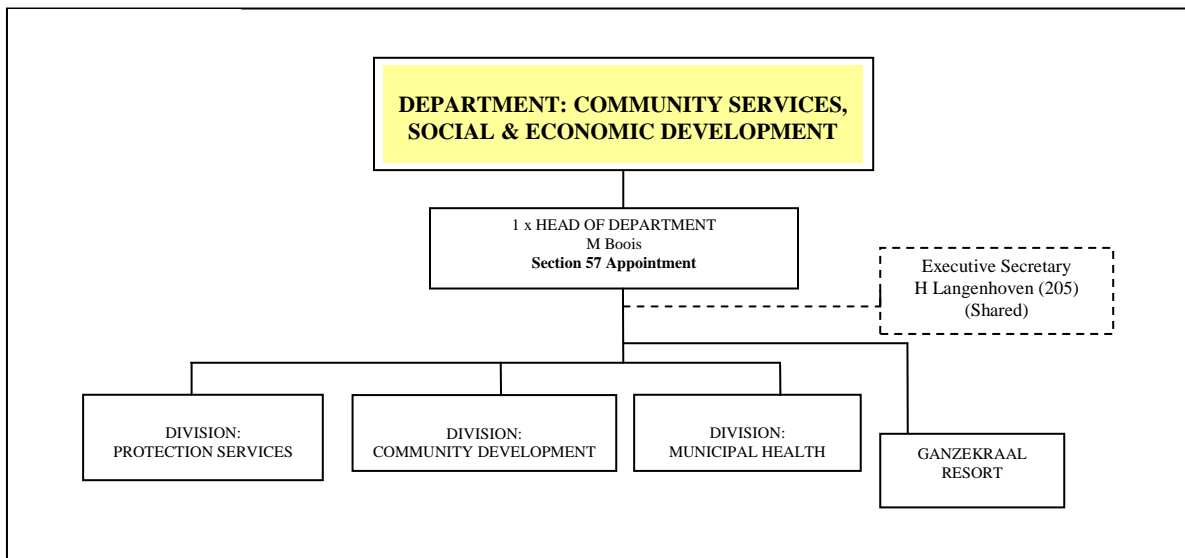 DEPARTMENT: COMMUNITY SERVICES,
SOCIAL & ECONOMIC DEVELOPMENT
1 x HEAD OF DEPARTMENT
MBoois
Section 57 Appointment
Executive Secretary
H Langenhoven (205)
(Shared)
DIVISION:
PROTECTION SERVICES
DIVISION:
COMMUNITY DEVELOPMENT
DIVISION:
MUNICIPAL HEALTH
GANZEKRAAL
RESORT